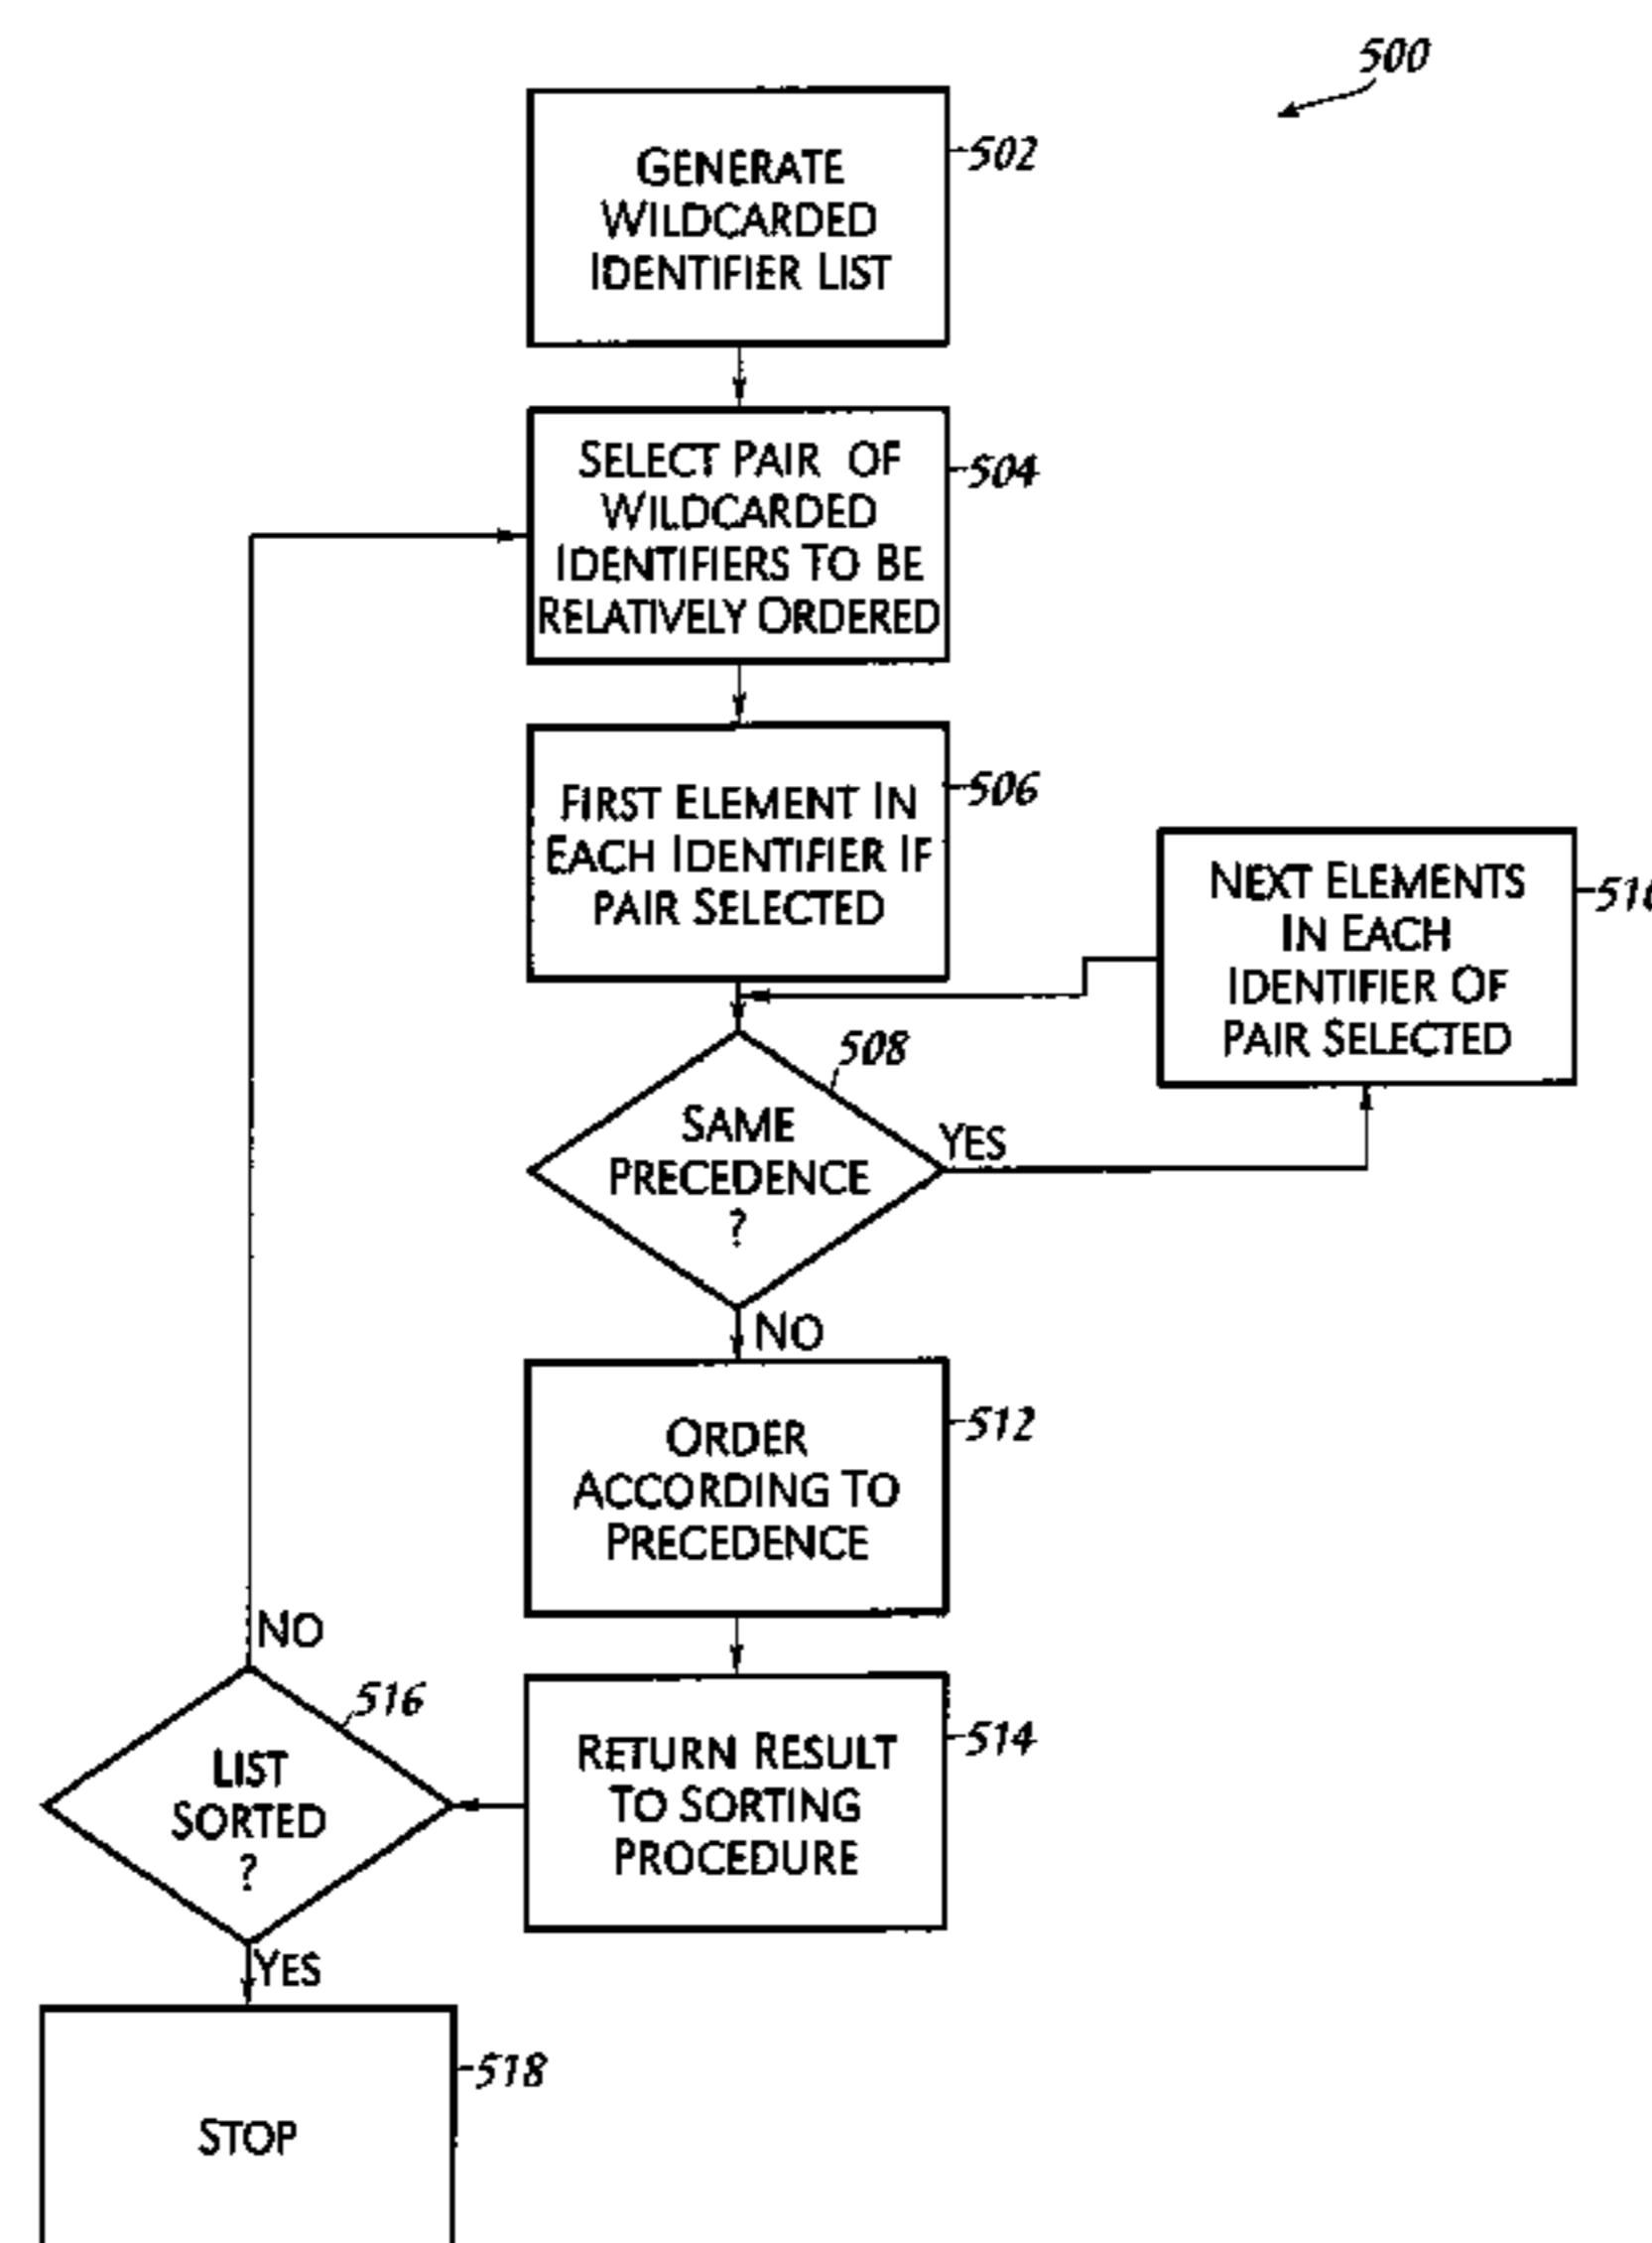 500
GENERATE
WILDCARDED
IDENTIFIER LIST
502
SELECT PAIR OF
WILDCARDED
IDENTIFIERS TO BE
RELATIVELY ORDERED
504
FIRST ELEMENT IN
EACH IDENTIFIER IF
PAIR SELECTED
506
NEXT ELEMENTS
IN EACH
IDENTIFIER OF
PAIR SELECTED
508
SAME
PRECEDENCE
?
YES
NO
ORDER
ACCORDING TO
PRECEDENCE
512
NO
516
LIST
SORTED
?
RETURN RESULT
TO SORTING
PROCEDURE
514
YES
STOP
518